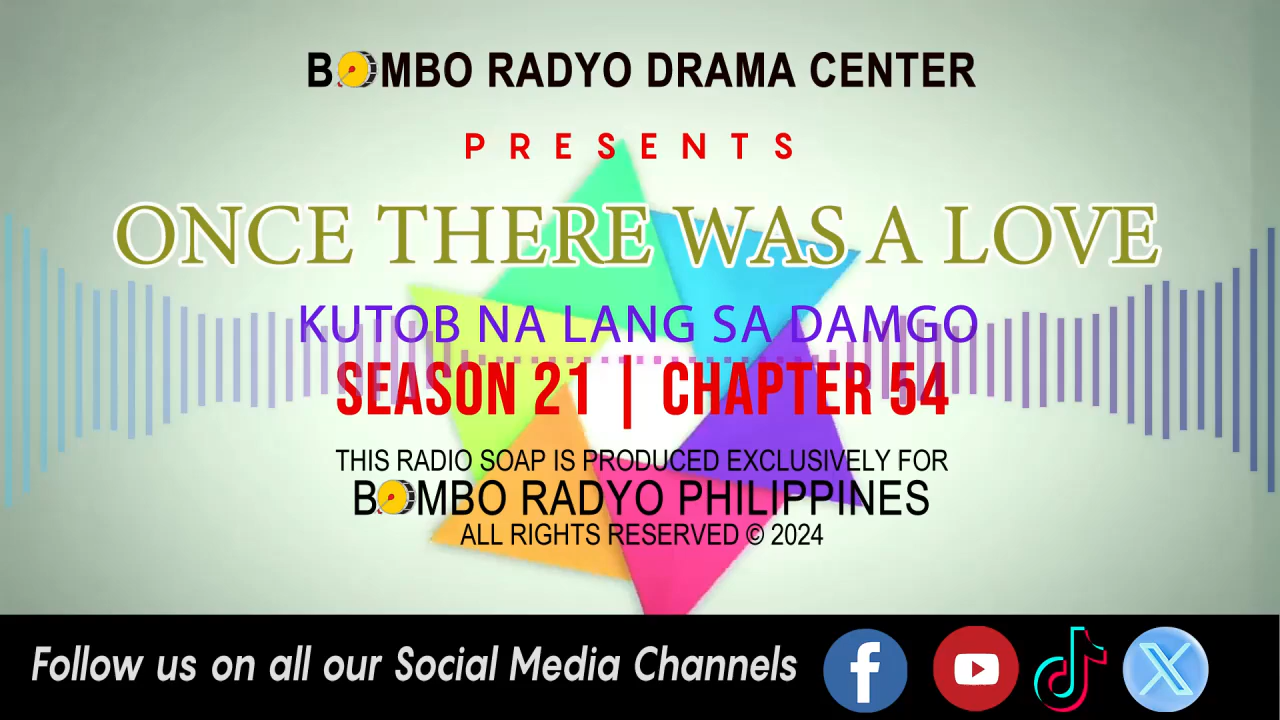 BOMBO RADYO DRAMA CENTER
PRESENTS
ONCE THERE WAS A LOVE
KUTOB NA LANG SA DAMGO
SEASON 21 | CHAPTER 54
THIS RADIO SOAP IS PRODUCED EXCLUSIVELY FOR
BOMBO RADYO PHILIPPINES
ALL RIGHTS RESERVED © 2024
Follow us on all our Social Media Channels